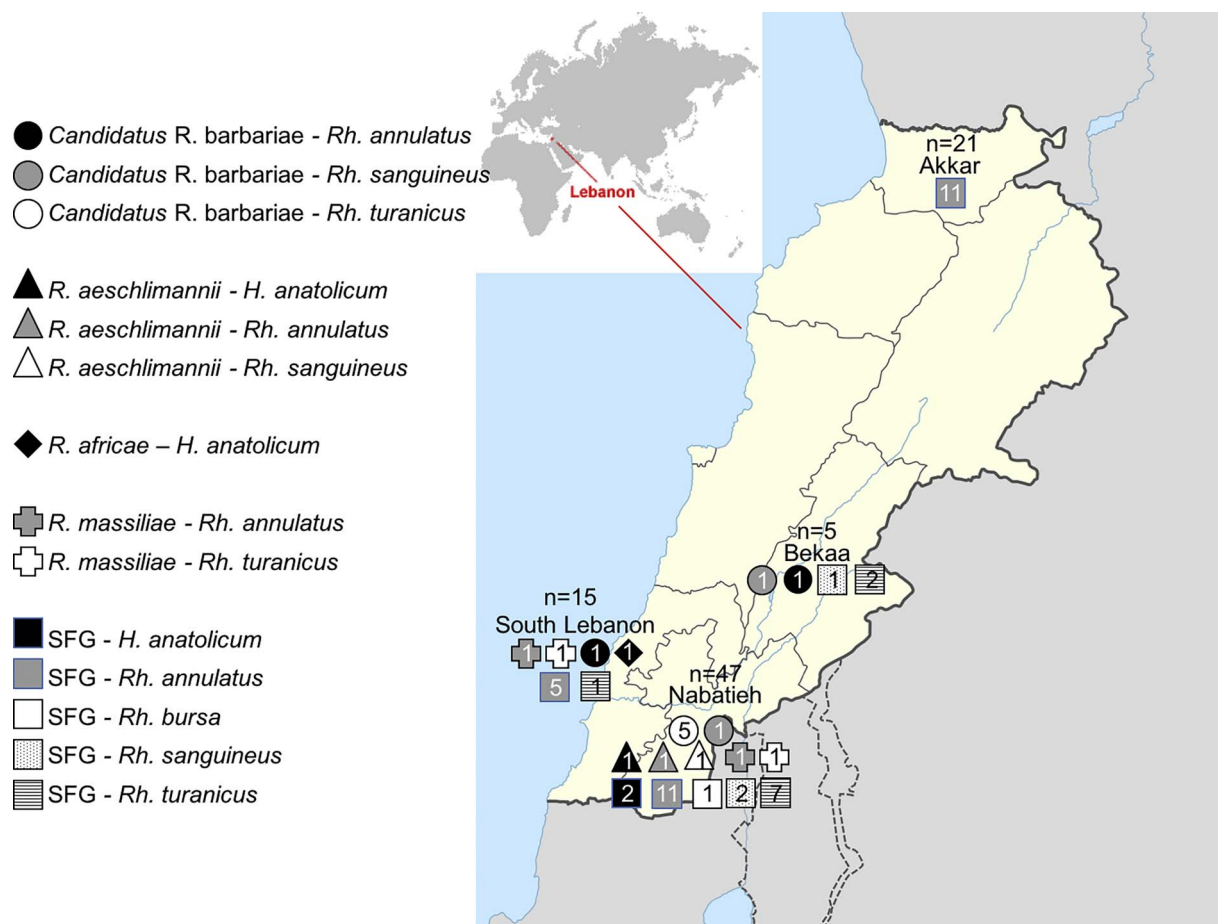 Candidatus R. barbariae - Rh. annulatus
Candidatus R. barbariae - Rh. sanguineus
Candidatus R. barbariae - Rh. turanicus
R. aeschlimannii - H. anatolicum
R. aeschlimannii - Rh. annulatus
R. aeschlimannii - Rh. sanguineus
R. africae – H. anatolicum
R. massiliae - Rh. annulatus
R. massiliae - Rh. turanicus
SFG - H. anatolicum
SFG - Rh. annulatus
SFG - Rh. bursa
SFG - Rh. sanguineus
SFG - Rh. turanicus
Lebanon
n=21
Akkar
11
n=5
Bekaa
1 1 1 2
n=15
South Lebanon
1 1 1 1
5 1
n=47
Nabatieh
5 1
1 1 1 1 1
2 11 1 2 7